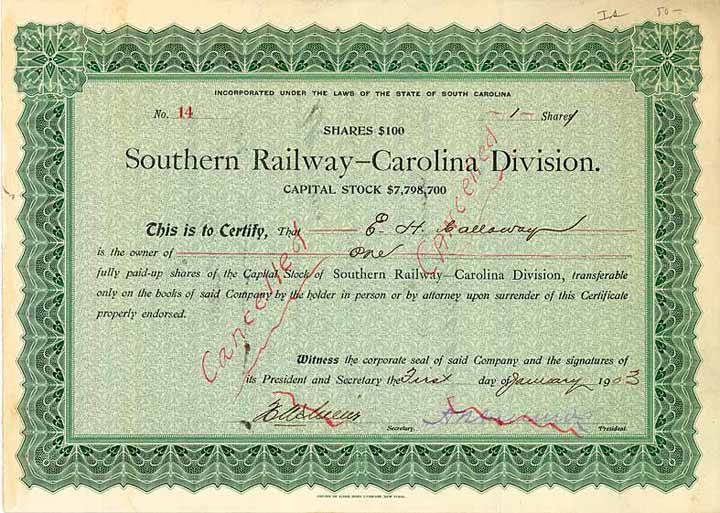 50-
INCORPORATED UNDER THE LAWS OF THE STATE OF SOUTH CAROLINA
No. 14 -1- Shares
SHARES $100
Southern Railway—Carolina Division.
CAPITAL STOCK $7,798,700
This is to Certify, That E. H. Calloway
is the owner of One
fully paid-up shares of the Capital Stock of Southern Railway—Carolina Division, transferable
only on the books of said Company by the holder in person or by attorney upon surrender of this Certificate
properly endorsed.
Cancelled
Cancelled
Witness the corporate seal of said Company and the signatures of
its President and Secretary the First day of January 1903
Secretary.
President.